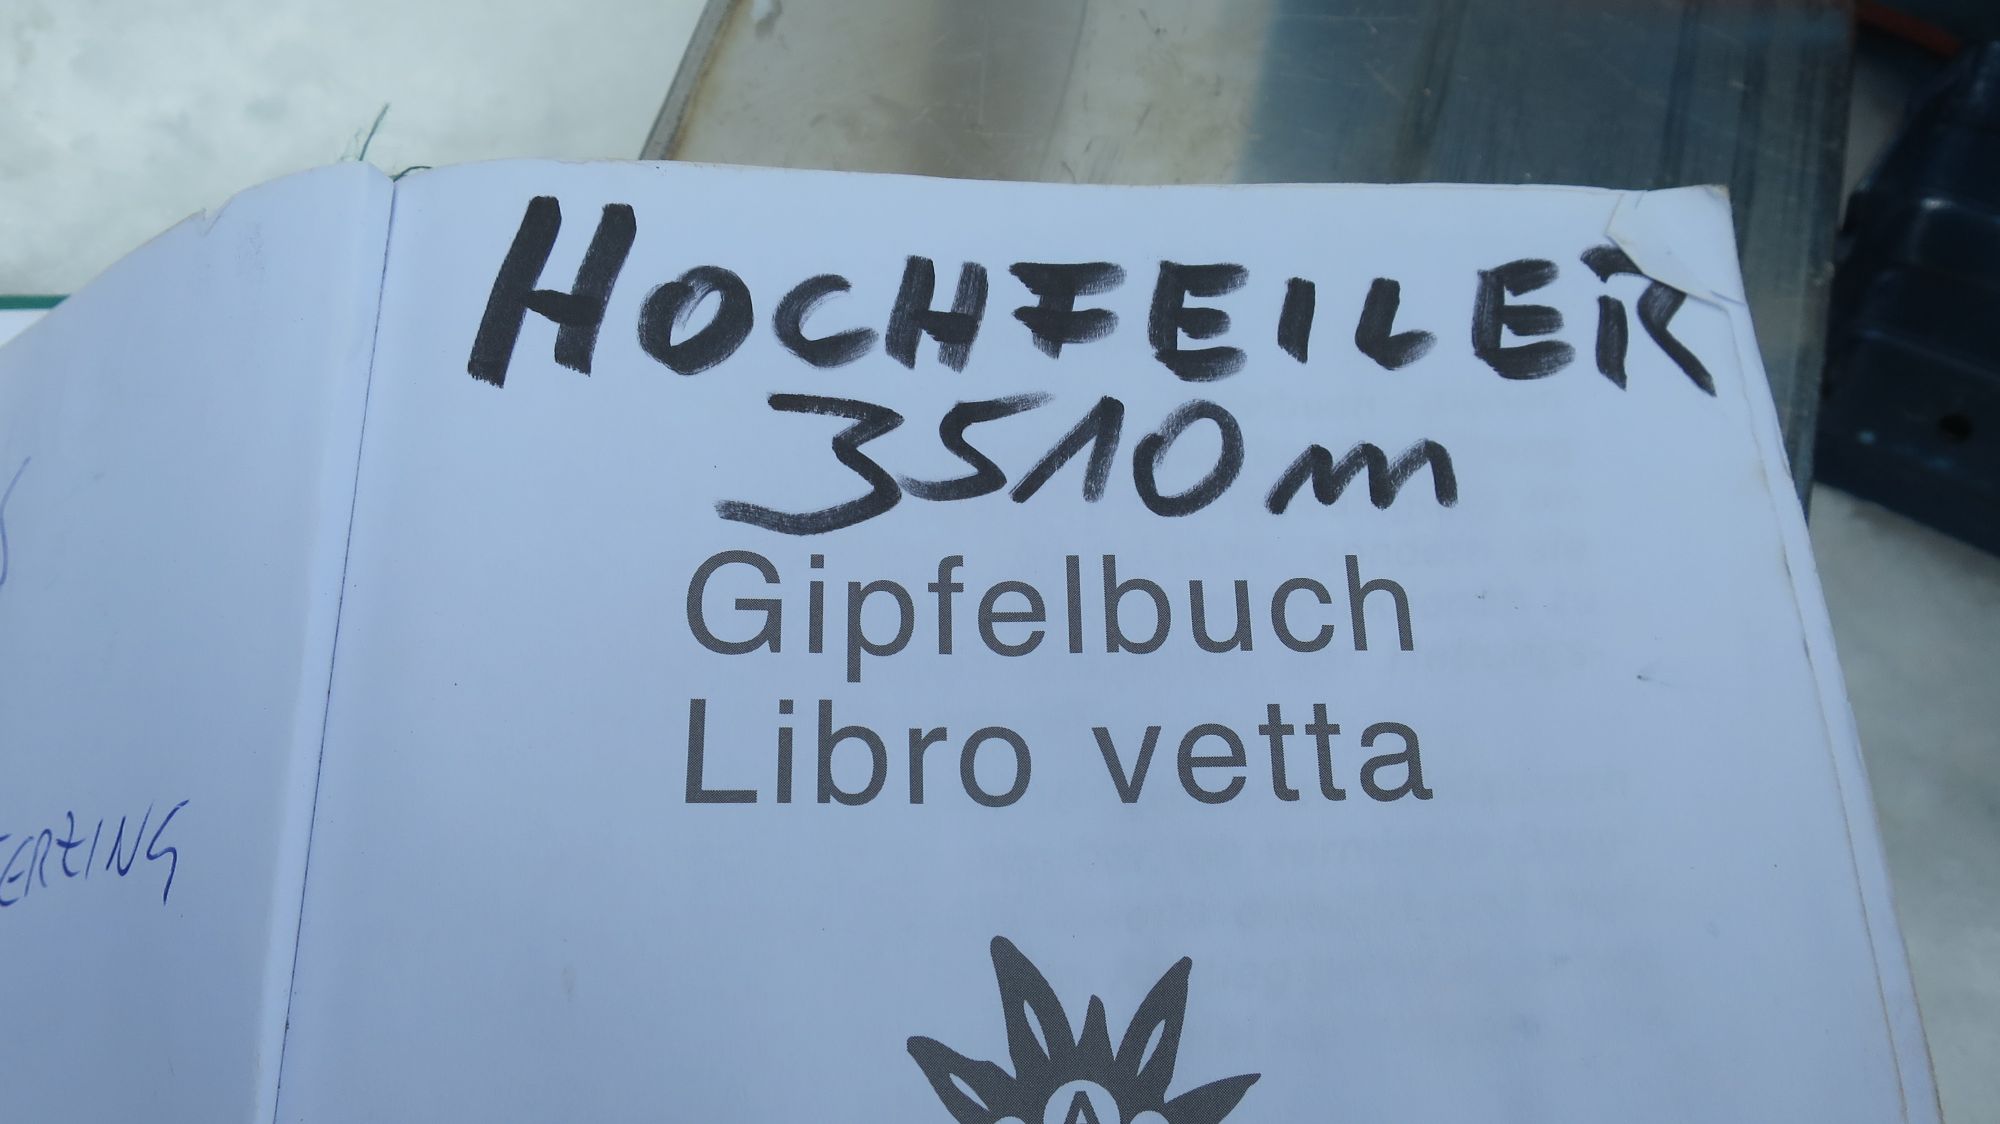 HOCHFEILER
3510m
Gipfelbuch
Libro vetta
A